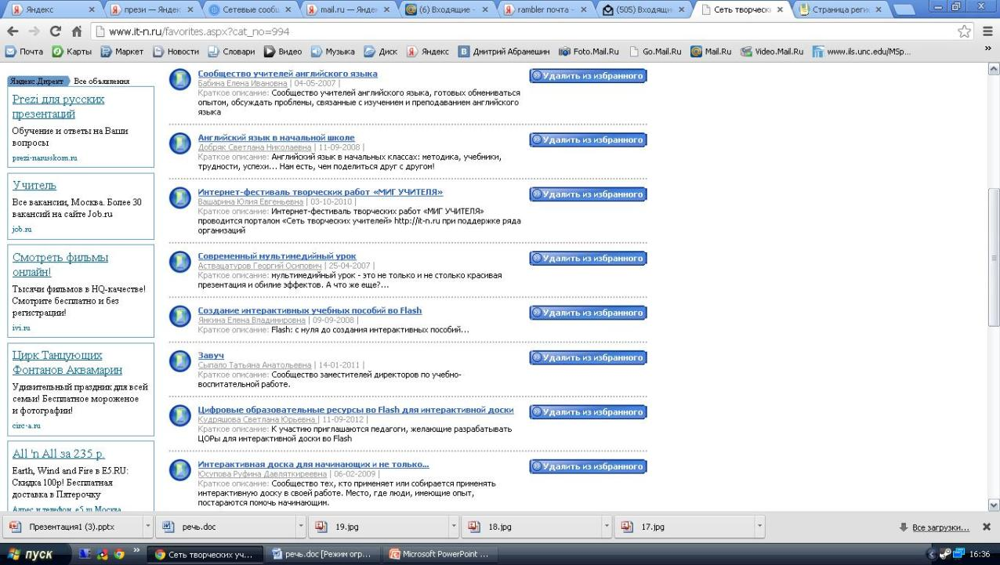 Яндекс
прези — Яндек
Сетевые сооб
mail.ru — Яндек
(6) Входящие -
rambler почта -
(505) Входящи
Сеть творчесн
Страница реги
www.it-n.ru/favorites.aspx?cat_no=994
Почта Карты Маркет Новости Словари Видео Музыка Диск Яндекс Дмитрий Абрамешин Foto.Mail.Ru Go.Mail.Ru Mail.Ru Video.Mail.Ru www.ils.unc.edu/MSp... »
Яндекс.Директ Все объявления
Prezi для русских
презентаций
Обучение и ответы на Ваши
вопросы
prezi-narusskom.ru
Учитель
Вся Москва, Москва. Более 30
вакансий на сайте Job.ru
job.ru
Смотреть фильмы
онлайн!
Тысячи фильмов в HQ-качестве!
Смотрите бесплатно и без
регистрации!
ivi.ru
Цирк Танцующих
Фонтанов Аквамарин
Удивительный праздник для всей
семьи! Бесплатное мороженое
и фотографии!
circ-a.ru
All 'n All за 235 р.
Earth, Wind and Fire в E5.RU:
Скидка 100р! Бесплатная
доставка в Пятерочку
Адрес и телефон e5.ru Москва
Сообщество учителей английского языка
Удалить из избранного
Бабина Елена Ивановна | 04-05-2007 |
Краткое описание: Сообщество учителей английского языка, готовых обмениваться
опытом, обсуждать проблемы, связанные с изучением и преподаванием английского
языка
Английский язык в начальной школе
Удалить из избранного
Добряк Светлана Николаевна | 11-09-2008 |
Краткое описание: Английский язык в начальных классах: методика, учебники,
трудности, успехи... Нам есть, чем поделиться друг с другом!
Интернет-фестиваль творческих работ «МИГ УЧИТЕЛЯ»
Удалить из избранного
Вашарина Юлия Евгеньевна | 03-10-2010 |
Краткое описание: Интернет-фестиваль творческих работ «МИГ УЧИТЕЛЯ»
проводится порталом «Сеть творческих учителей» http://it-n.ru при поддержке ряда
организаций
Современный мультимедийный урок
Удалить из избранного
Аствацатуров Георгий Осипович | 25-04-2007 |
Краткое описание: мультимедийный урок - это не только и не столько красивая
презентация и обилие эффектов. А что же еще?...
Создание интерактивных учебных пособий во Flash
Удалить из избранного
Янкина Елена Владимировна | 09-09-2008 |
Краткое описание: Flash: с нуля до создания интерактивных пособий...
Завуч
Удалить из избранного
Сыпало Татьяна Анатольевна | 14-01-2011 |
Краткое описание: Сообщество заместителей директоров по учебно-
воспитательной работе.
Цифровые образовательные ресурсы во Flash для интерактивной доски
Удалить из избранного
Кудряшова Светлана Юрьевна | 11-09-2012 |
Краткое описание: К участию приглашаются педагоги, желающие разрабатывать
ЦОРы для интерактивной доски во Flash
Интерактивная доска для начинающих и не только...
Удалить из избранного
Юсупова Руфина Давляткиреевна | 06-02-2009 |
Краткое описание: Сообщество тех, кто применяет или собирается применять
интерактивную доску в своей работе. Место, где люди, имеющие опыт,
постараются помочь начинающим.
Презентация1 (3).pptx речь.doc 19.jpg 18.jpg 17.jpg Все загрузки...
пуск » Сеть творческих уч... речь.doc [Режим огр... Microsoft PowerPoint ... 16:36